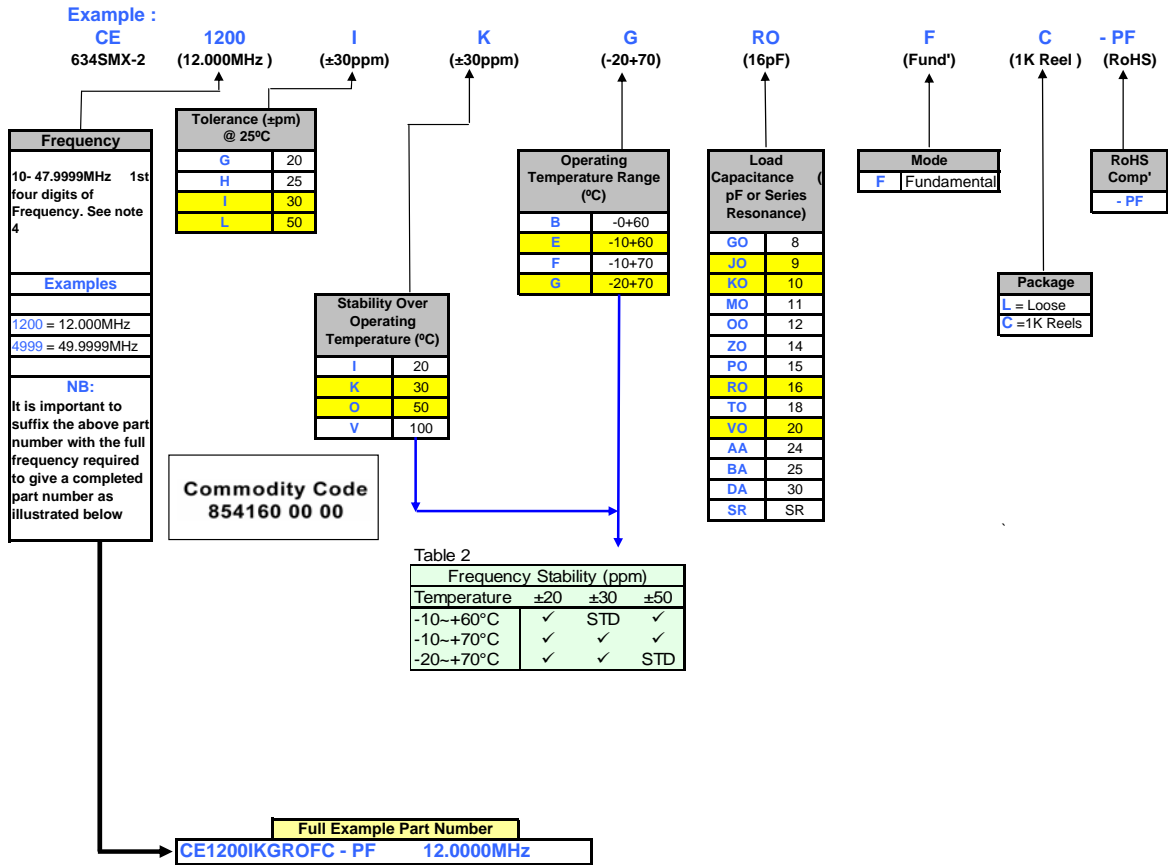 Example :
CE 1200 I K G RO F C - PF
634SMX-2 (12.000MHz ) (±30ppm) (±30ppm) (-20+70) (16pF) (Fund') (1K Reel ) (RoHS)
Frequency
10- 47.9999MHz 1st
four digits of
Frequency. See note
4
Examples
1200 = 12.000MHz
4999 = 49.9999MHz
NB:
It is important to
suffix the above part
number with the full
frequency required
to give a completed
part number as
illustrated below
Tolerance (±pm)
@ 25ºC
G 20
H 25
I 30
L 50
Stability Over
Operating
Temperature (ºC)
I 20
K 30
O 50
V 100
Operating
Temperature Range
(ºC)
B -0+60
E -10+60
F -10+70
G -20+70
Load
Capacitance (
pF or Series
Resonance)
GO 8
JO 9
KO 10
MO 11
OO 12
ZO 14
PO 15
RO 16
TO 18
VO 20
AA 24
BA 25
DA 30
SR SR
Mode
F Fundamental
Package
L = Loose
C =1K Reels
RoHS
Comp'
- PF
Commodity Code
854160 00 00
`
Table 2
Frequency Stability (ppm)
Temperature ±20 ±30 ±50
-10~+60°C ✓ STD ✓
-10~+70°C ✓ ✓ ✓
-20~+70°C ✓ ✓ STD
Full Example Part Number
CE1200IKGROFC - PF 12.0000MHz